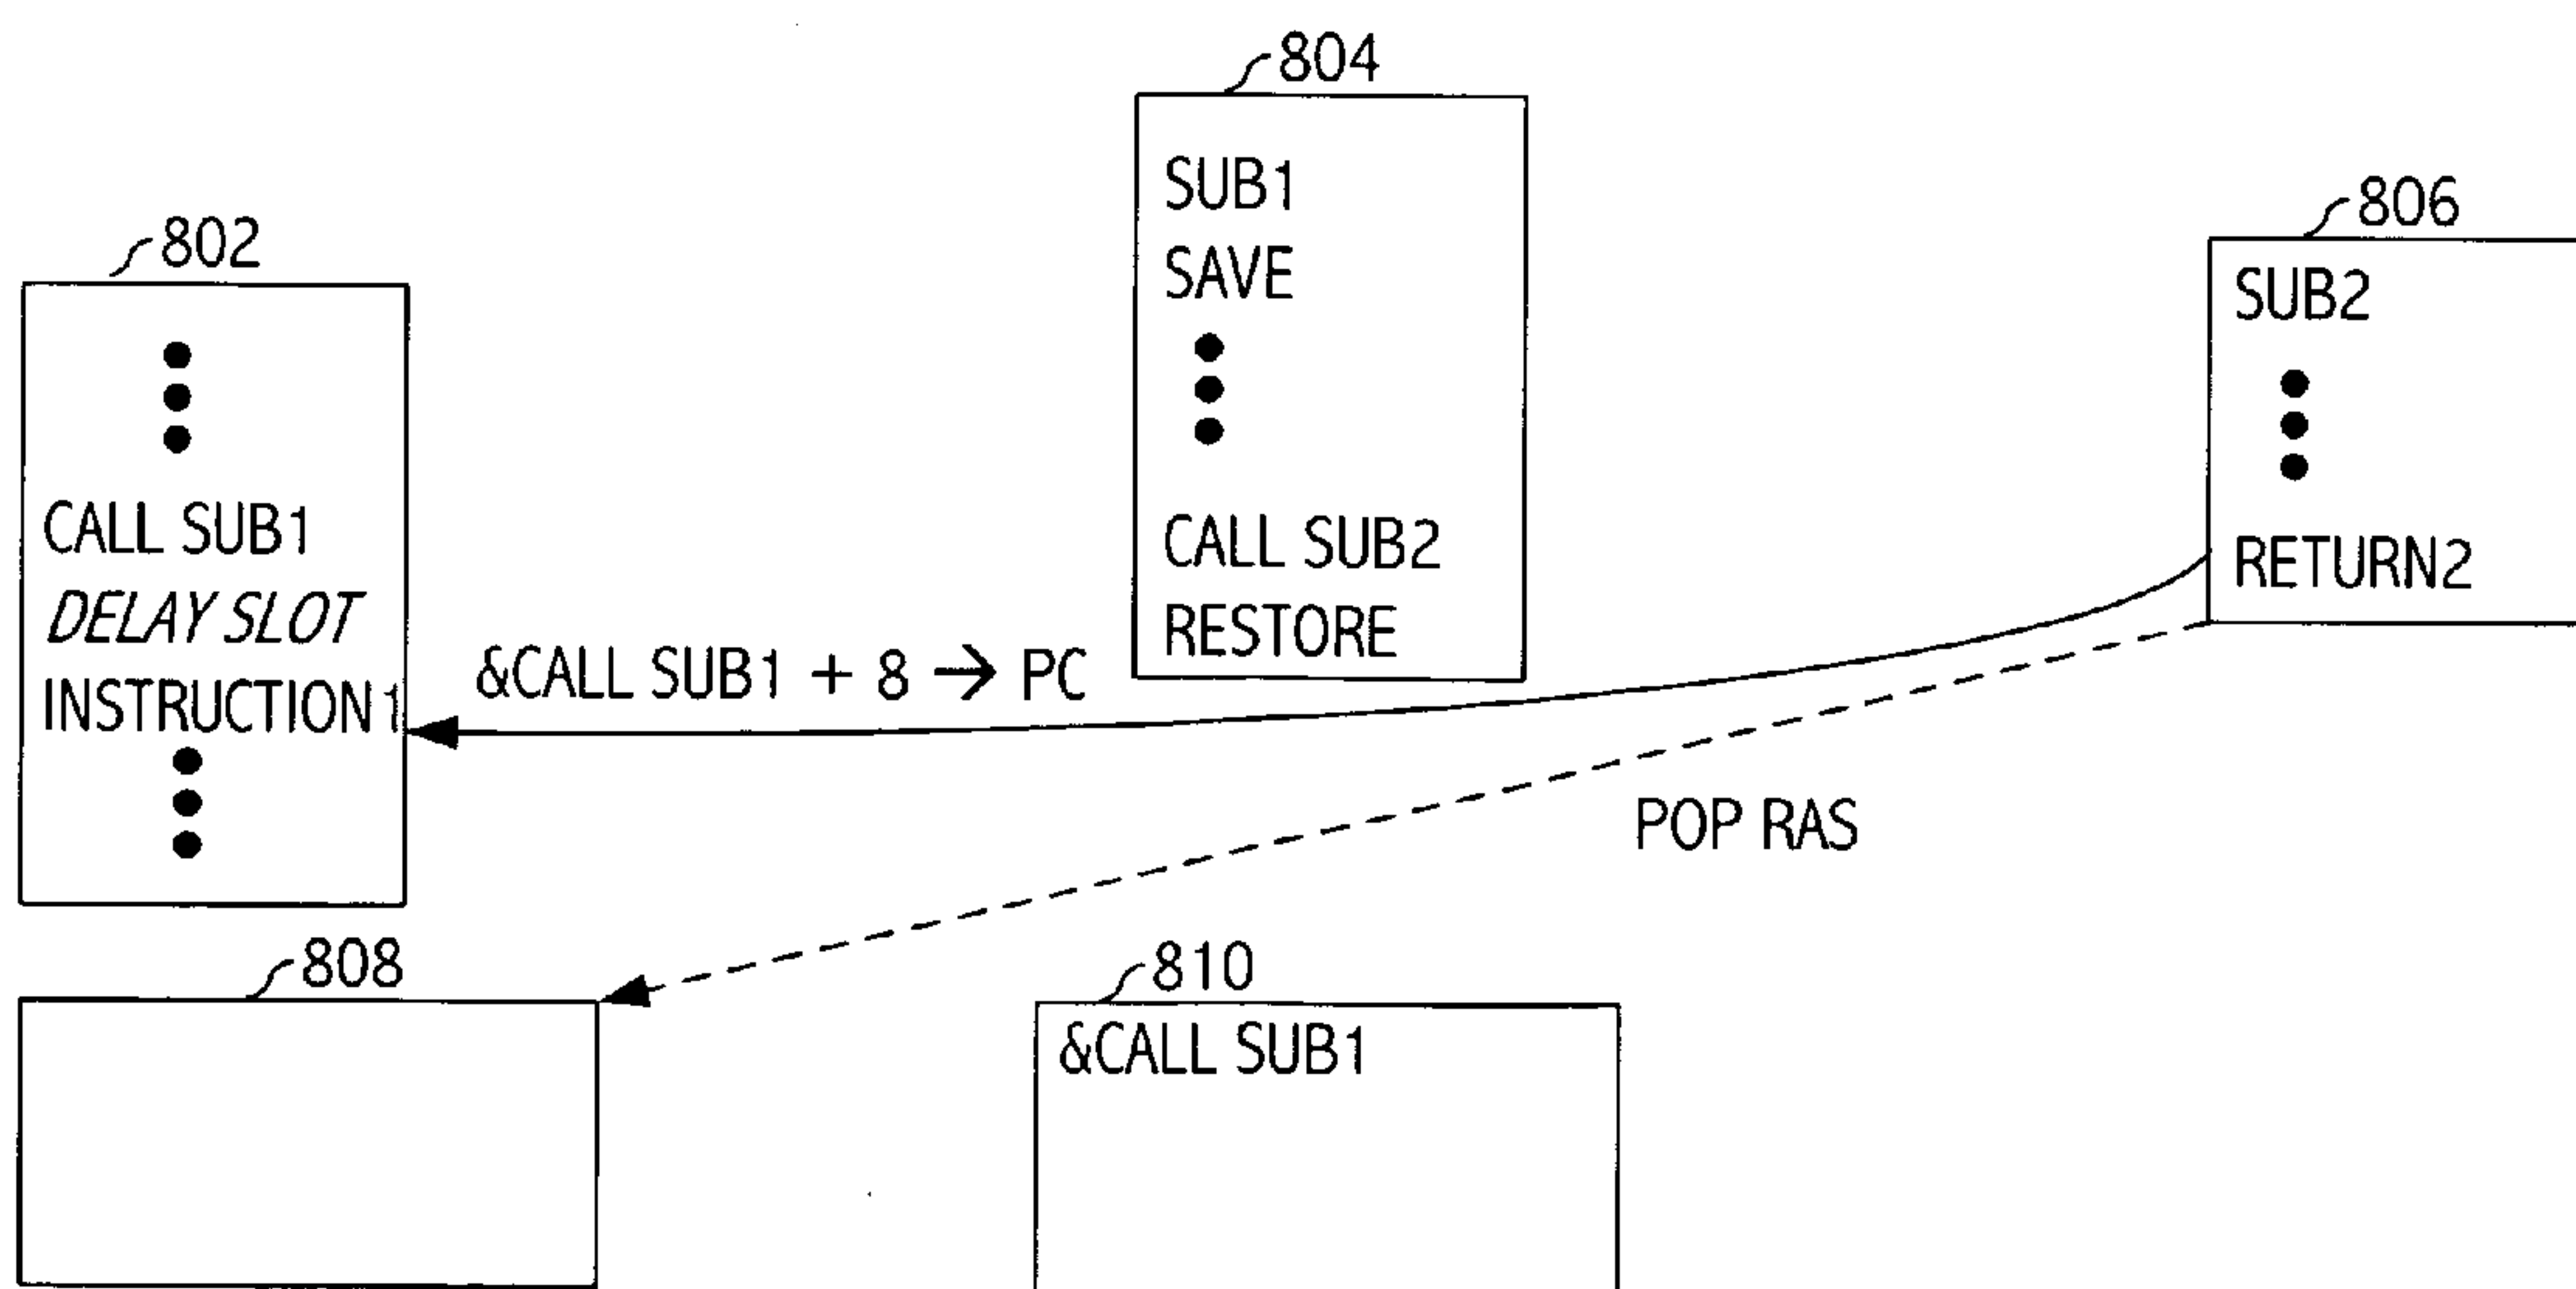 802
CALL SUB1
DELAY SLOT
INSTRUCTION1
804
SUB1
SAVE
CALL SUB2
RESTORE
806
SUB2
RETURN2
&CALL SUB1 + 8 → PC
POP RAS
808
810
&CALL SUB1